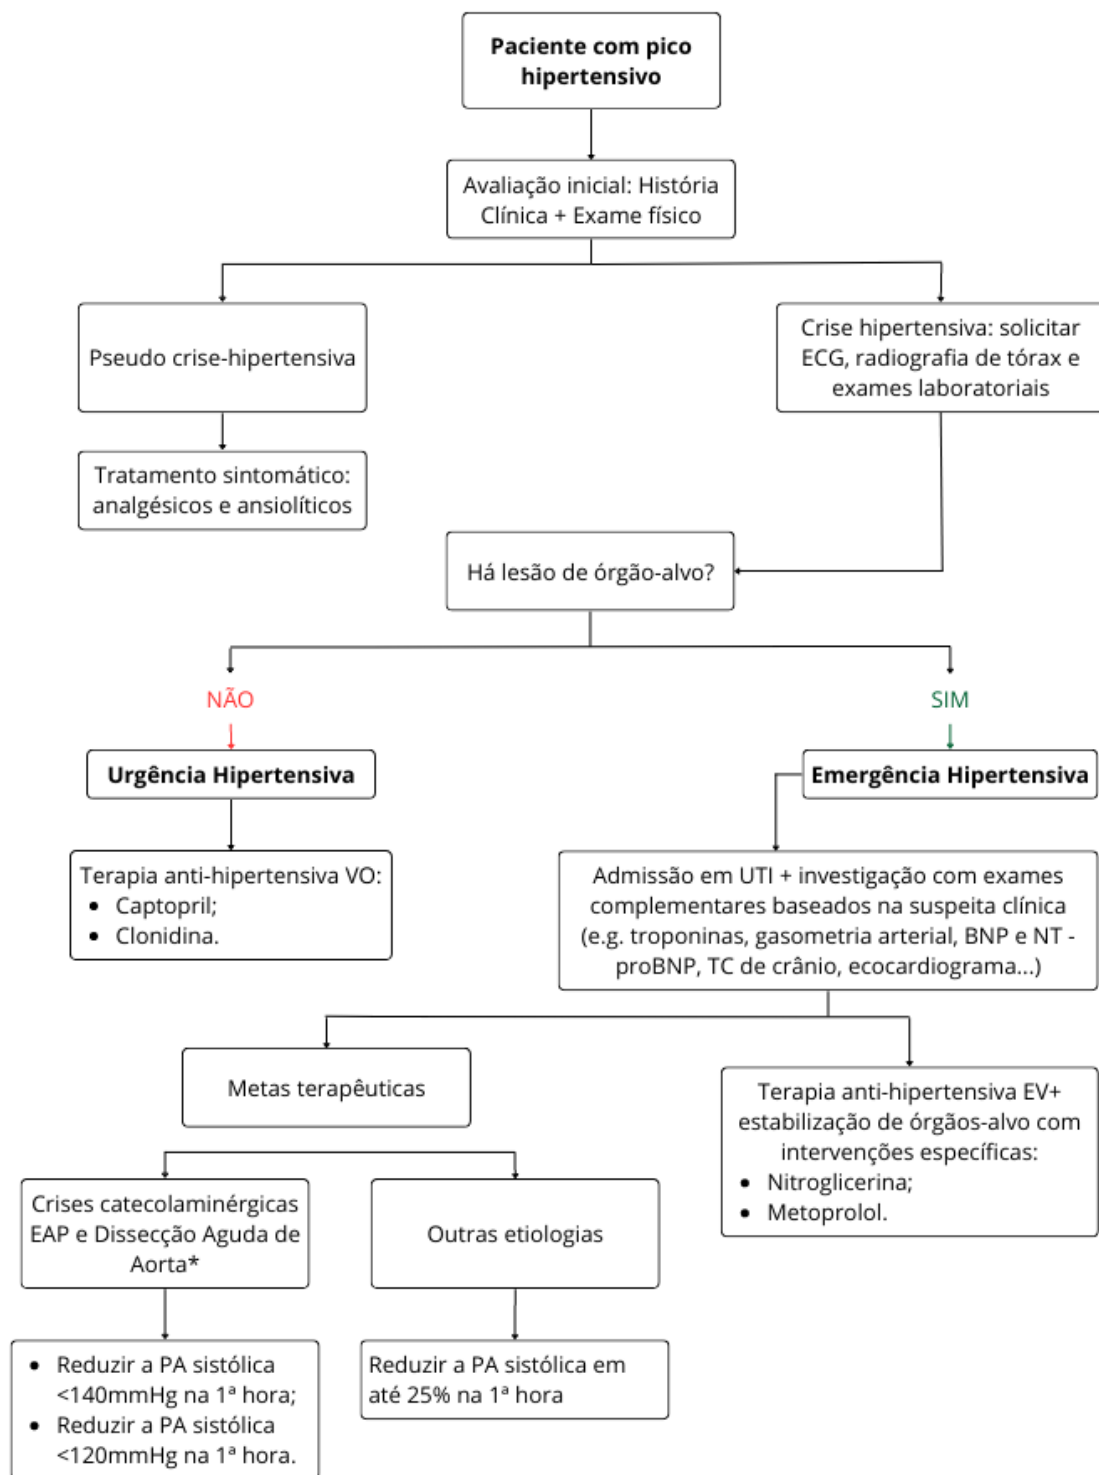 Paciente com pico
hipertensivo
Avaliação inicial: História
Clínica + Exame físico
Pseudo crise-hipertensiva
Crise hipertensiva: solicitar
ECG, radiografia de tórax e
exames laboratoriais
Tratamento sintomático:
analgésicos e ansiolíticos
Há lesão de órgão-alvo?
NÃO
SIM
Urgência Hipertensiva
Emergência Hipertensiva
Terapia anti-hipertensiva VO:
• Captopril;
• Clonidina.
Admissão em UTI + investigação com exames
complementares baseados na suspeita clínica
(e.g. troponinas, gasometria arterial, BNP e NT -
proBNP, TC de crânio, ecocardiograma...)
Metas terapêuticas
Terapia anti-hipertensiva EV+
estabilização de órgãos-alvo com
intervenções específicas:
• Nitroglicerina;
• Metoprolol.
Crises catecolaminérgicas
EAP e Dissecção Aguda de
Aorta*
Outras etiologias
• Reduzir a PA sistólica
<140mmHg na 1ª hora;
• Reduzir a PA sistólica
<120mmHg na 1ª hora.
Reduzir a PA sistólica em
até 25% na 1ª hora